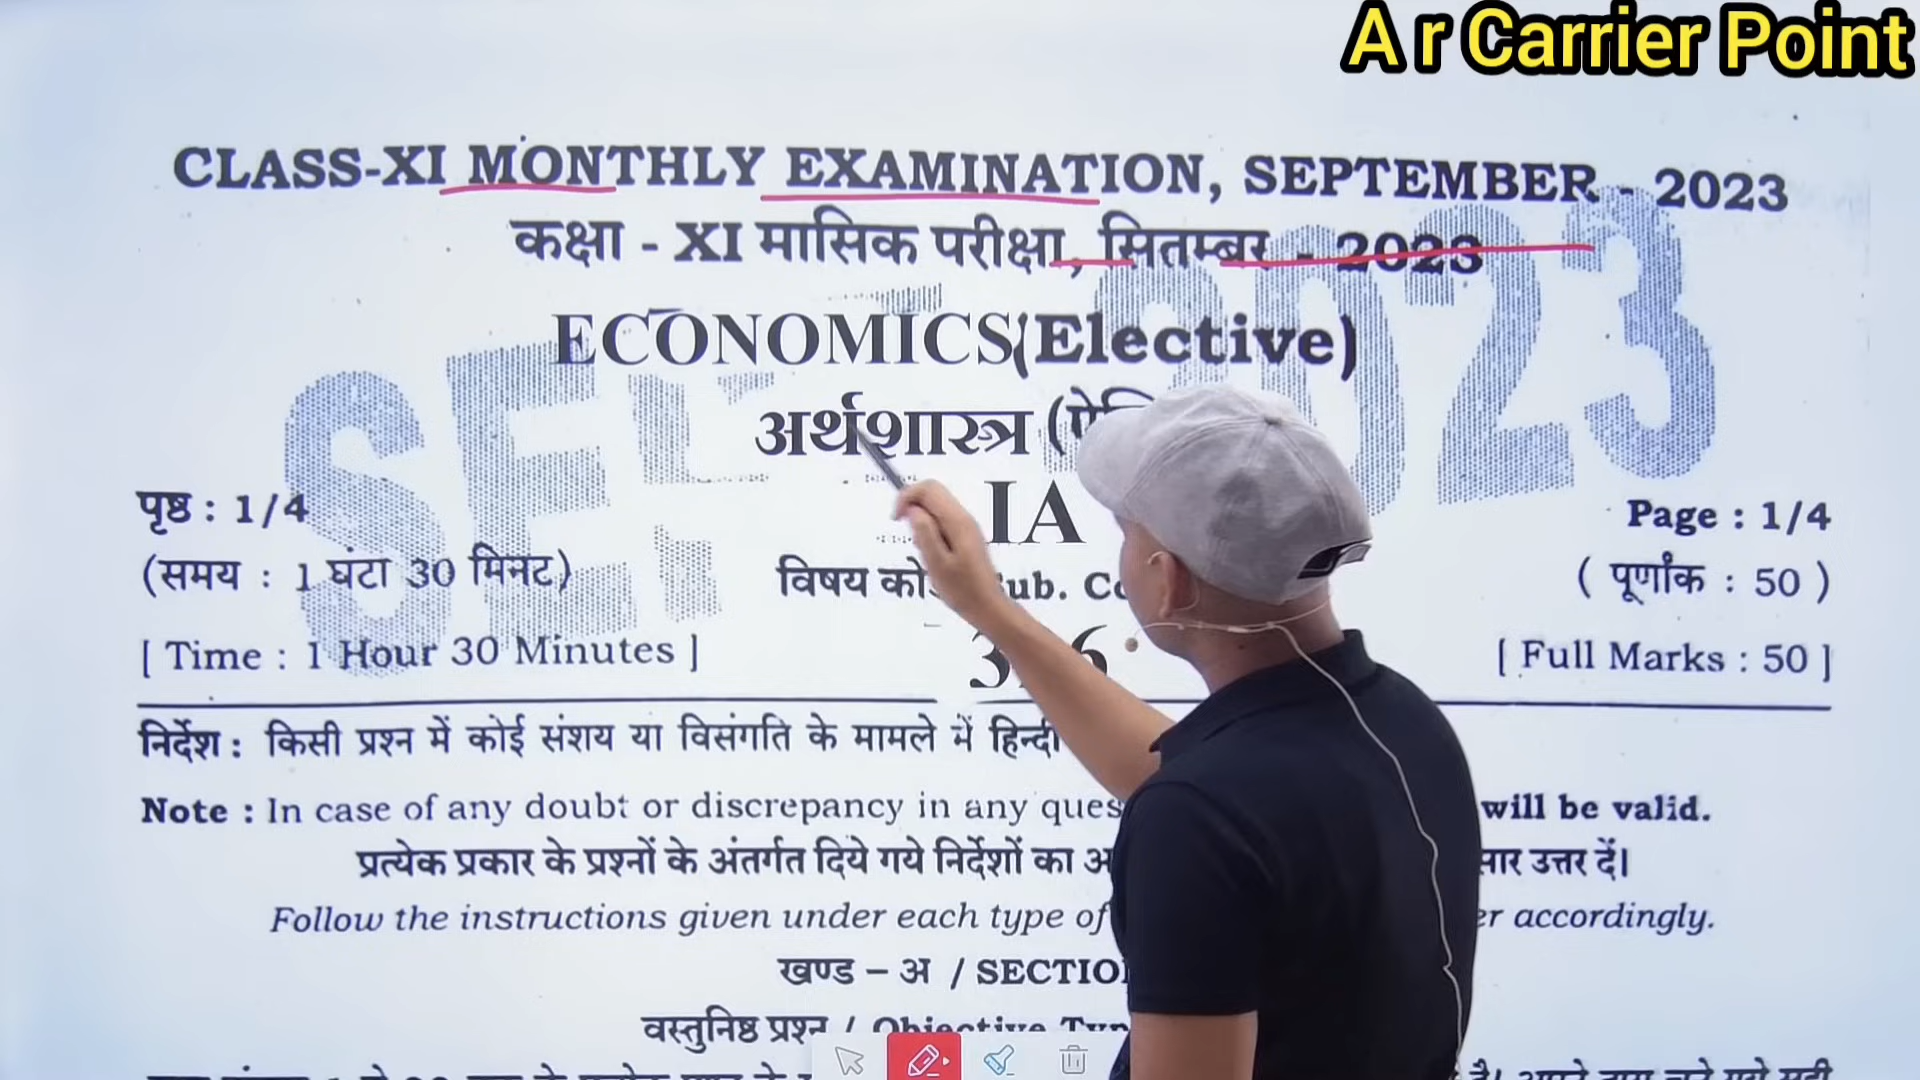 A r Carrier Point
CLASS-XI MONTHLY EXAMINATION, SEPTEMBER - 2023
कक्षा - XI मासिक परीक्षा, सितम्बर - 2023
ECONOMICS(Elective)
अर्थशास्त्र
IA
पृष्ठ : 1/4
Page : 1/4
(समय : 1 घंटा 30 मिनट)
विषय
( पूर्णांक : 50 )
[ Time : 1 Hour 30 Minutes ]
[ Full Marks : 50 ]
निर्देश : किसी प्रश्न में कोई संशय या विसंगति के मामले में हिन्दी
Note : In case of any doubt or discrepancy in any will be valid.
प्रत्येक प्रकार के प्रश्नों के अंतर्गत दिये गये निर्देशों का उत्तर दें।
Follow the instructions given under each type of accordingly.
खण्ड – अ /
वस्तुनिष्ठ प्रश्न /